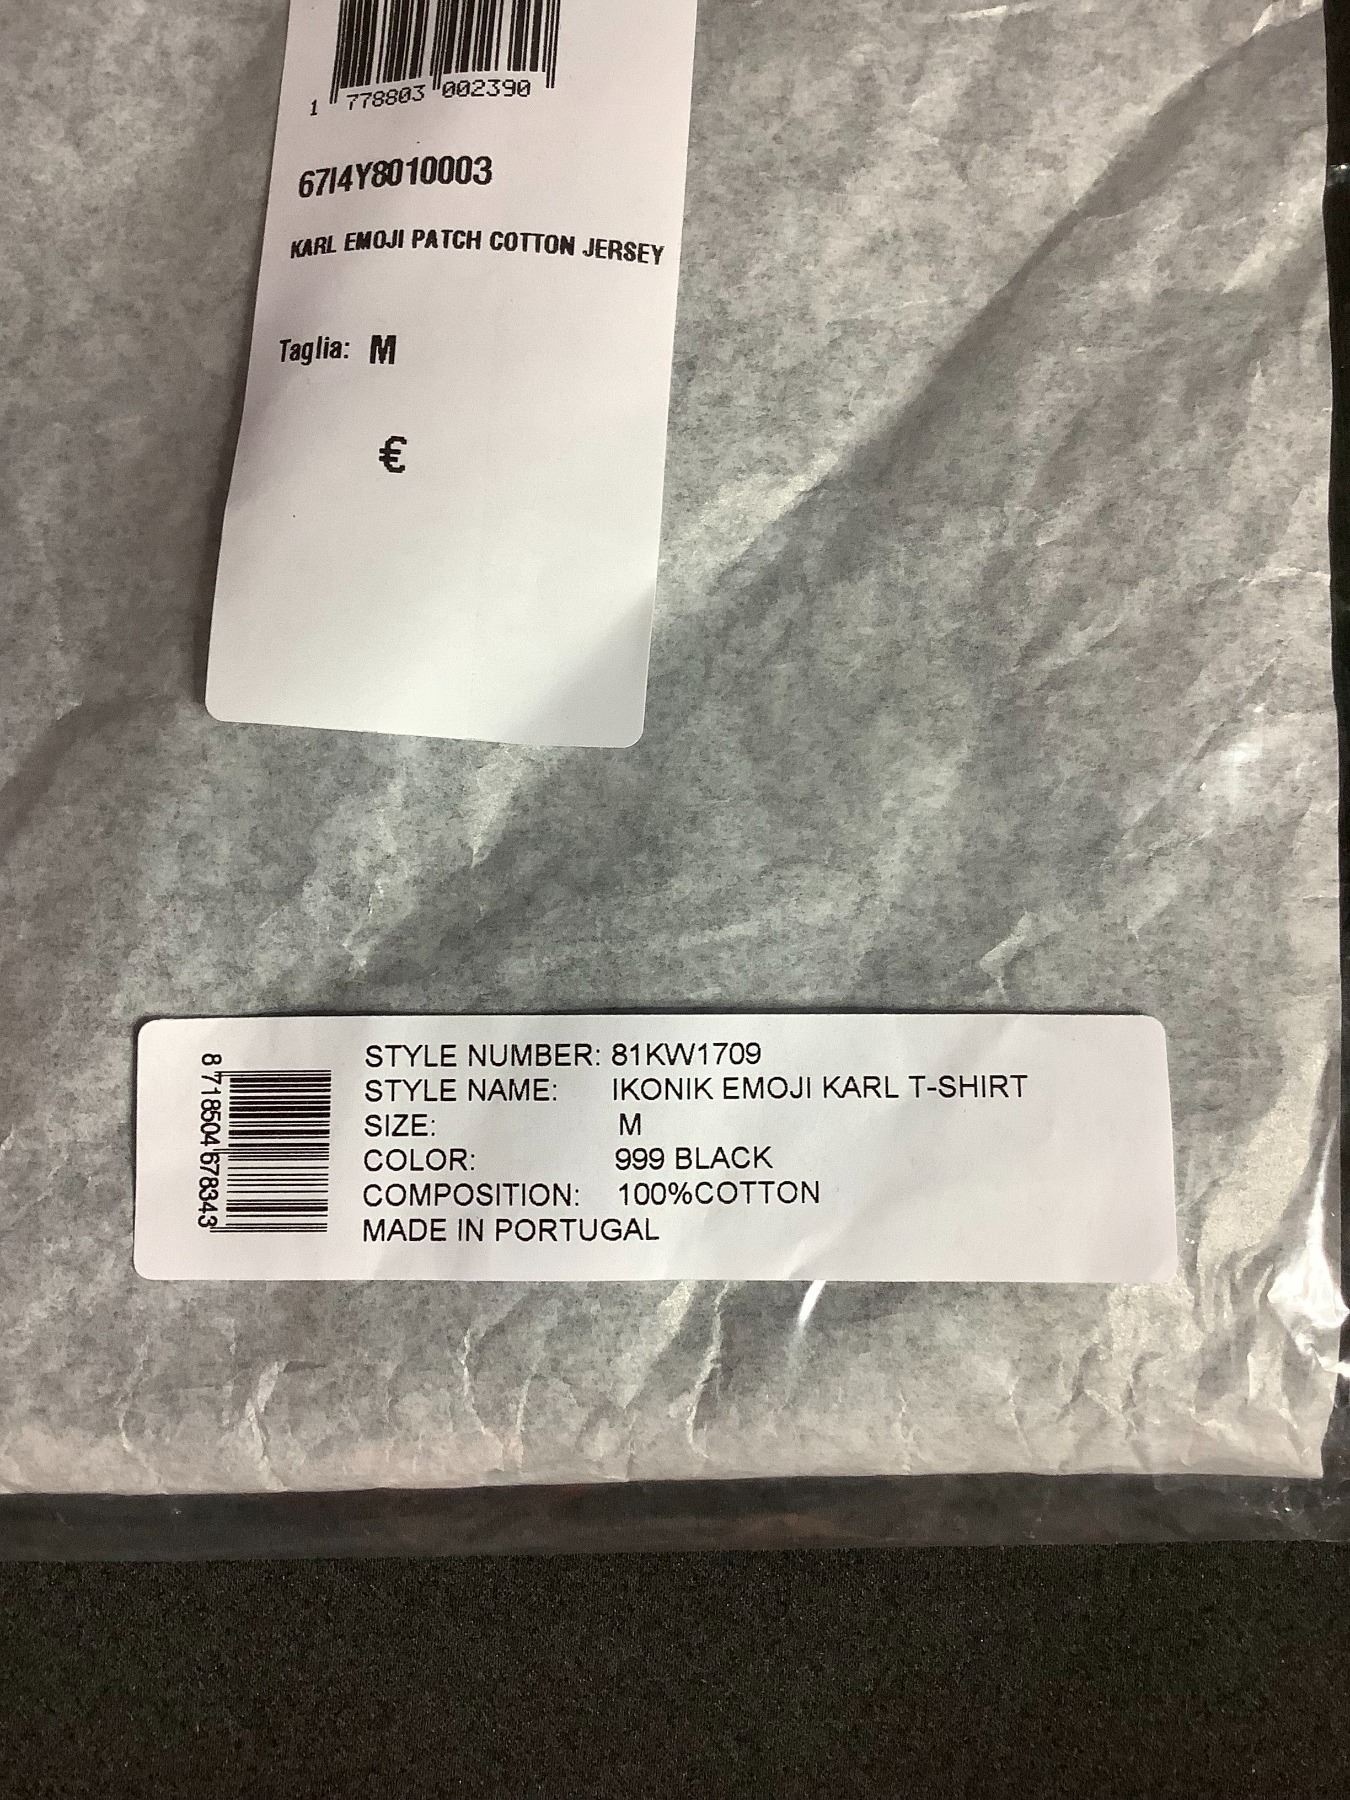 1 778803 002390
67I4Y8010003
KARL EMOJI PATCH COTTON JERSEY
Taglia: M
€
8 718504 678343
STYLE NUMBER: 81KW1709
STYLE NAME: IKONIK EMOJI KARL T-SHIRT
SIZE: M
COLOR: 999 BLACK
COMPOSITION: 100%COTTON
MADE IN PORTUGAL